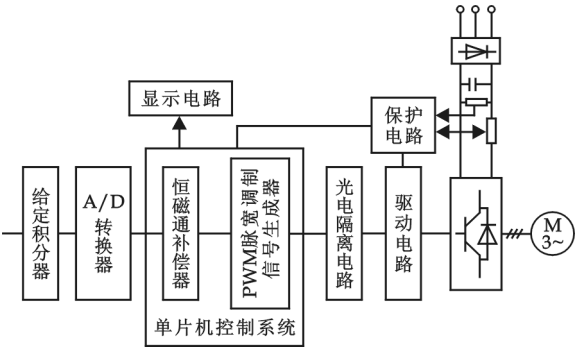 显示电路
保护
电路
给定积分器
A/D
转换器
恒磁通补偿器
PWM脉宽调制
信号生成器
光电隔离电路
驱动电路
M
3~
单片机控制系统